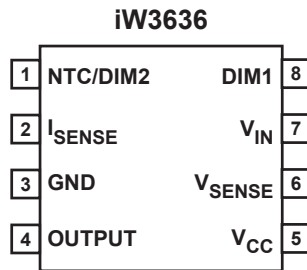 iW3636
1 NTC/DIM2 DIM1 8
2 ISENSE VIN 7
3 GND VSENSE 6
4 OUTPUT VCC 5